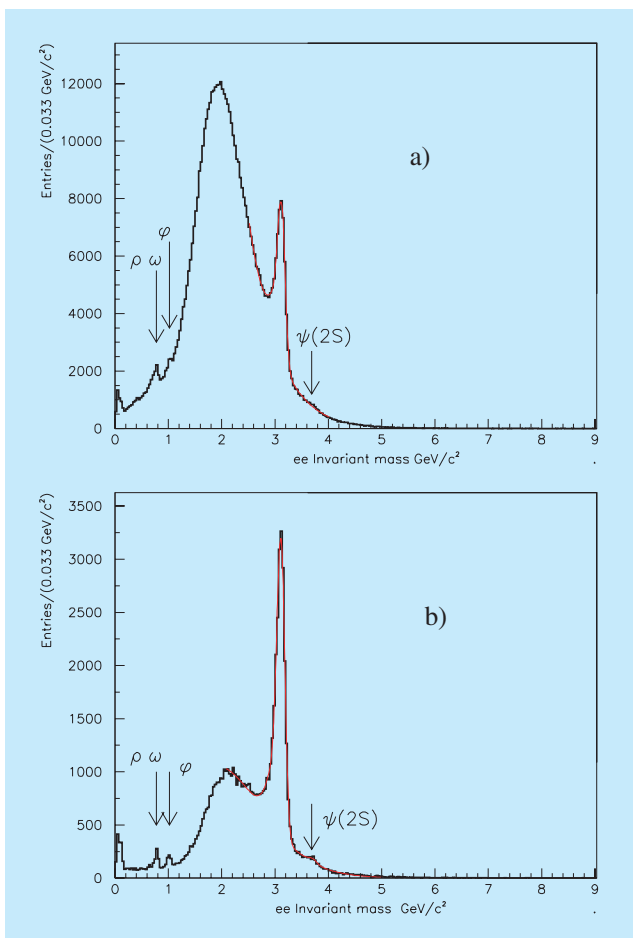 Entries/(0.033 GeV/c²)
12000
10000
8000
6000
4000
2000
0
a)
φ
ρ ω
ψ(2S)
0 1 2 3 4 5 6 7 8 9
ee Invariant mass GeV/c²
Entries/(0.033 GeV/c²)
3500
3000
2500
2000
1500
1000
500
0
b)
ρ ω φ
ψ(2S)
0 1 2 3 4 5 6 7 8 9
ee Invariant mass GeV/c²